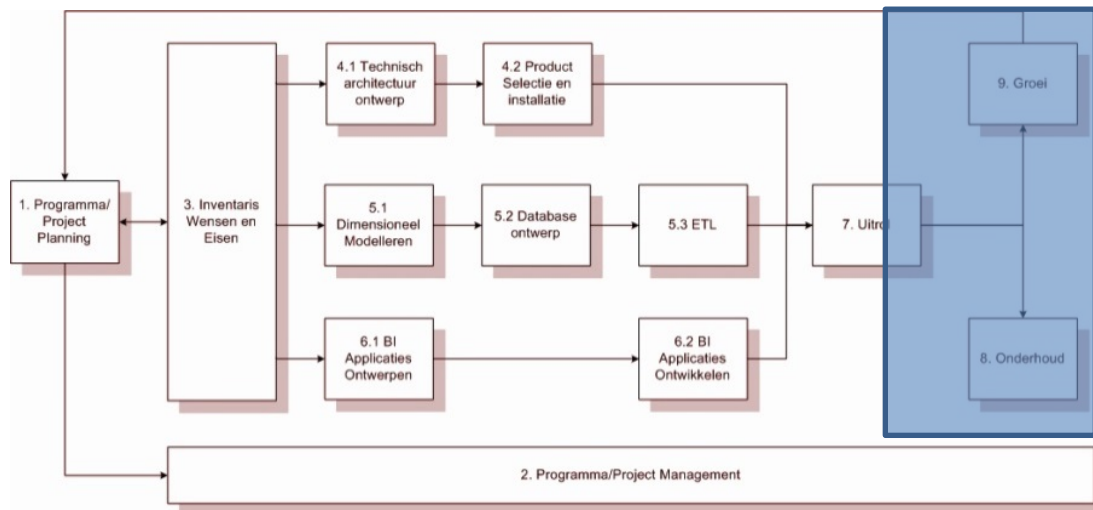 4.1 Technisch
architectuur
ontwerp
4.2 Product
Selectie en
installatie
9. Groei
1. Programma/
Project
Planning
3. Inventaris
Wensen en
Eisen
5.1
Dimensioneel
Modelleren
5.2 Database
ontwerp
5.3 ETL
7. Uitrol
6.1 BI
Applicaties
Ontwerpen
6.2 BI
Applicaties
Ontwikkelen
8. Onderhoud
2. Programma/Project Management